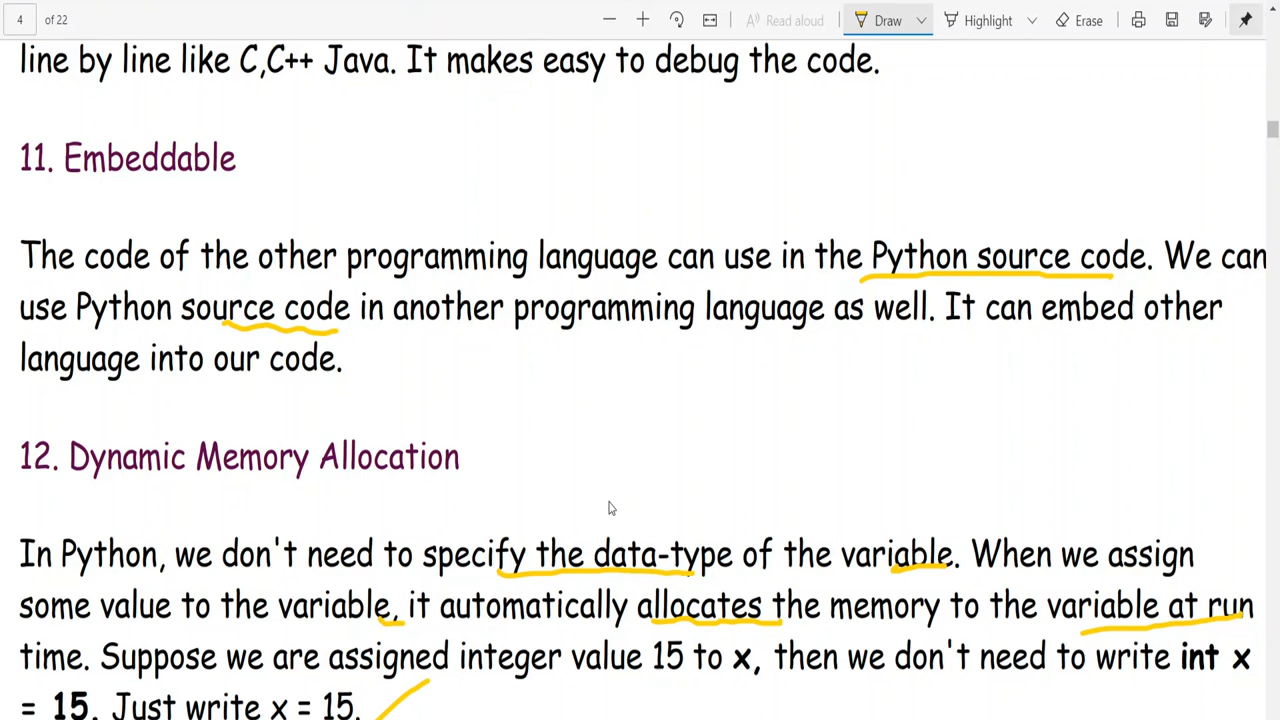 4 of 22 Read aloud Draw Highlight Erase
line by line like C,C++ Java. It makes easy to debug the code.
11. Embeddable
The code of the other programming language can use in the Python source code. We can
use Python source code in another programming language as well. It can embed other
language into our code.
12. Dynamic Memory Allocation
In Python, we don't need to specify the data-type of the variable. When we assign
some value to the variable, it automatically allocates the memory to the variable at run
time. Suppose we are assigned integer value 15 to x, then we don't need to write int x
= 15. Just write x = 15.